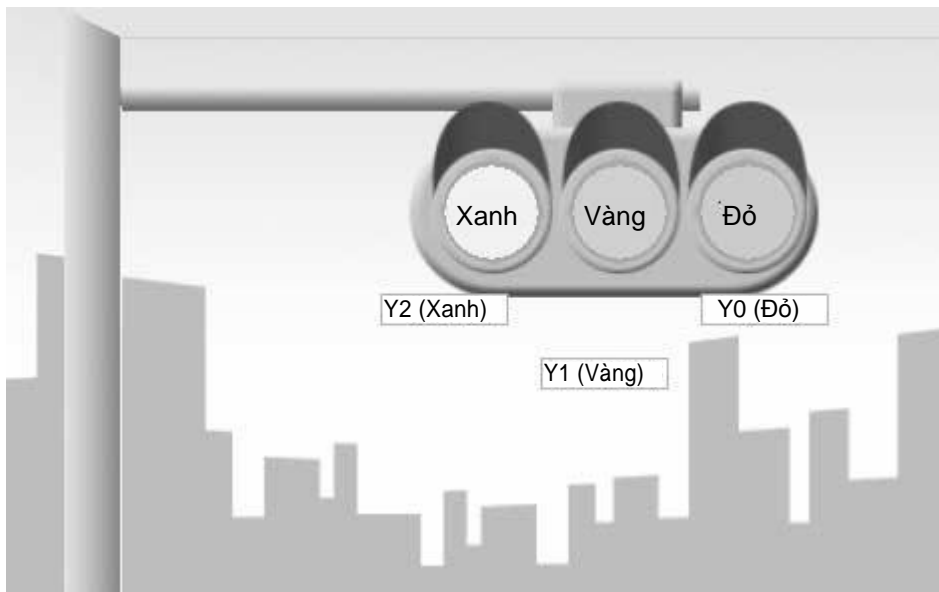 Xanh
Vàng
Đỏ
Y2 (Xanh)
Y0 (Đỏ)
Y1 (Vàng)